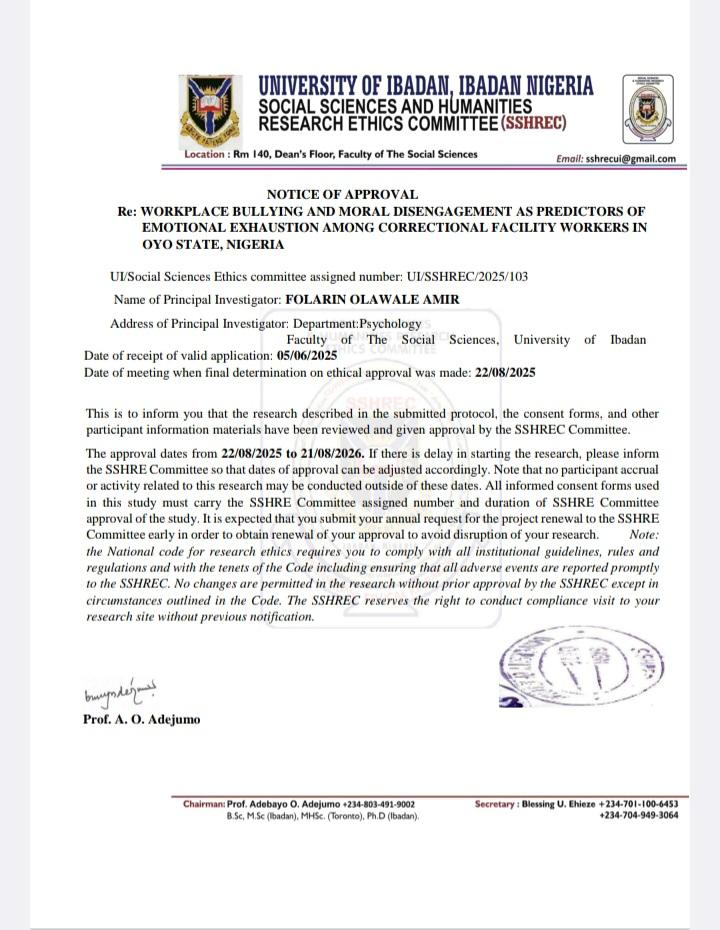 UNIVERSITY OF IBADAN, IBADAN NIGERIA
SOCIAL SCIENCES AND HUMANITIES
RESEARCH ETHICS COMMITTEE (SSHREC)
Location : Rm 140, Dean's Floor, Faculty of The Social Sciences
Email: sshrecui@gmail.com
NOTICE OF APPROVAL
Re: WORKPLACE BULLYING AND MORAL DISENGAGEMENT AS PREDICTORS OF
EMOTIONAL EXHAUSTION AMONG CORRECTIONAL FACILITY WORKERS IN
OYO STATE, NIGERIA
UI/Social Sciences Ethics committee assigned number: UI/SSHREC/2025/103
Name of Principal Investigator: FOLARIN OLAWALE AMIR
Address of Principal Investigator: Department:Psychology
Faculty of The Social Sciences, University of Ibadan
Date of receipt of valid application: 05/06/2025
Date of meeting when final determination on ethical approval was made: 22/08/2025
This is to inform you that the research described in the submitted protocol, the consent forms, and other
participant information materials have been reviewed and given approval by the SSHREC Committee.
The approval dates from 22/08/2025 to 21/08/2026. If there is delay in starting the research, please inform
the SSHRE Committee so that dates of approval can be adjusted accordingly. Note that no participant accrual
or activity related to this research may be conducted outside of these dates. All informed consent forms used
in this study must carry the SSHRE Committee assigned number and duration of SSHRE Committee
approval of the study. It is expected that you submit your annual request for the project renewal to the SSHRE
Committee early in order to obtain renewal of your approval to avoid disruption of your research. Note:
the National code for research ethics requires you to comply with all institutional guidelines, rules and
regulations and with the tenets of the Code including ensuring that all adverse events are reported promptly
to the SSHREC. No changes are permitted in the research without prior approval by the SSHREC except in
circumstances outlined in the Code. The SSHREC reserves the right to conduct compliance visit to your
research site without previous notification.
Prof. A. O. Adejumo
Chairman: Prof. Adebayo O. Adejumo +234-803-491-9002
B.Sc, M.Sc (Ibadan), MHSc. (Toronto), Ph.D (Ibadan).
Secretary : Blessing U. Ehieze +234-701-100-6453
+234-704-949-3064